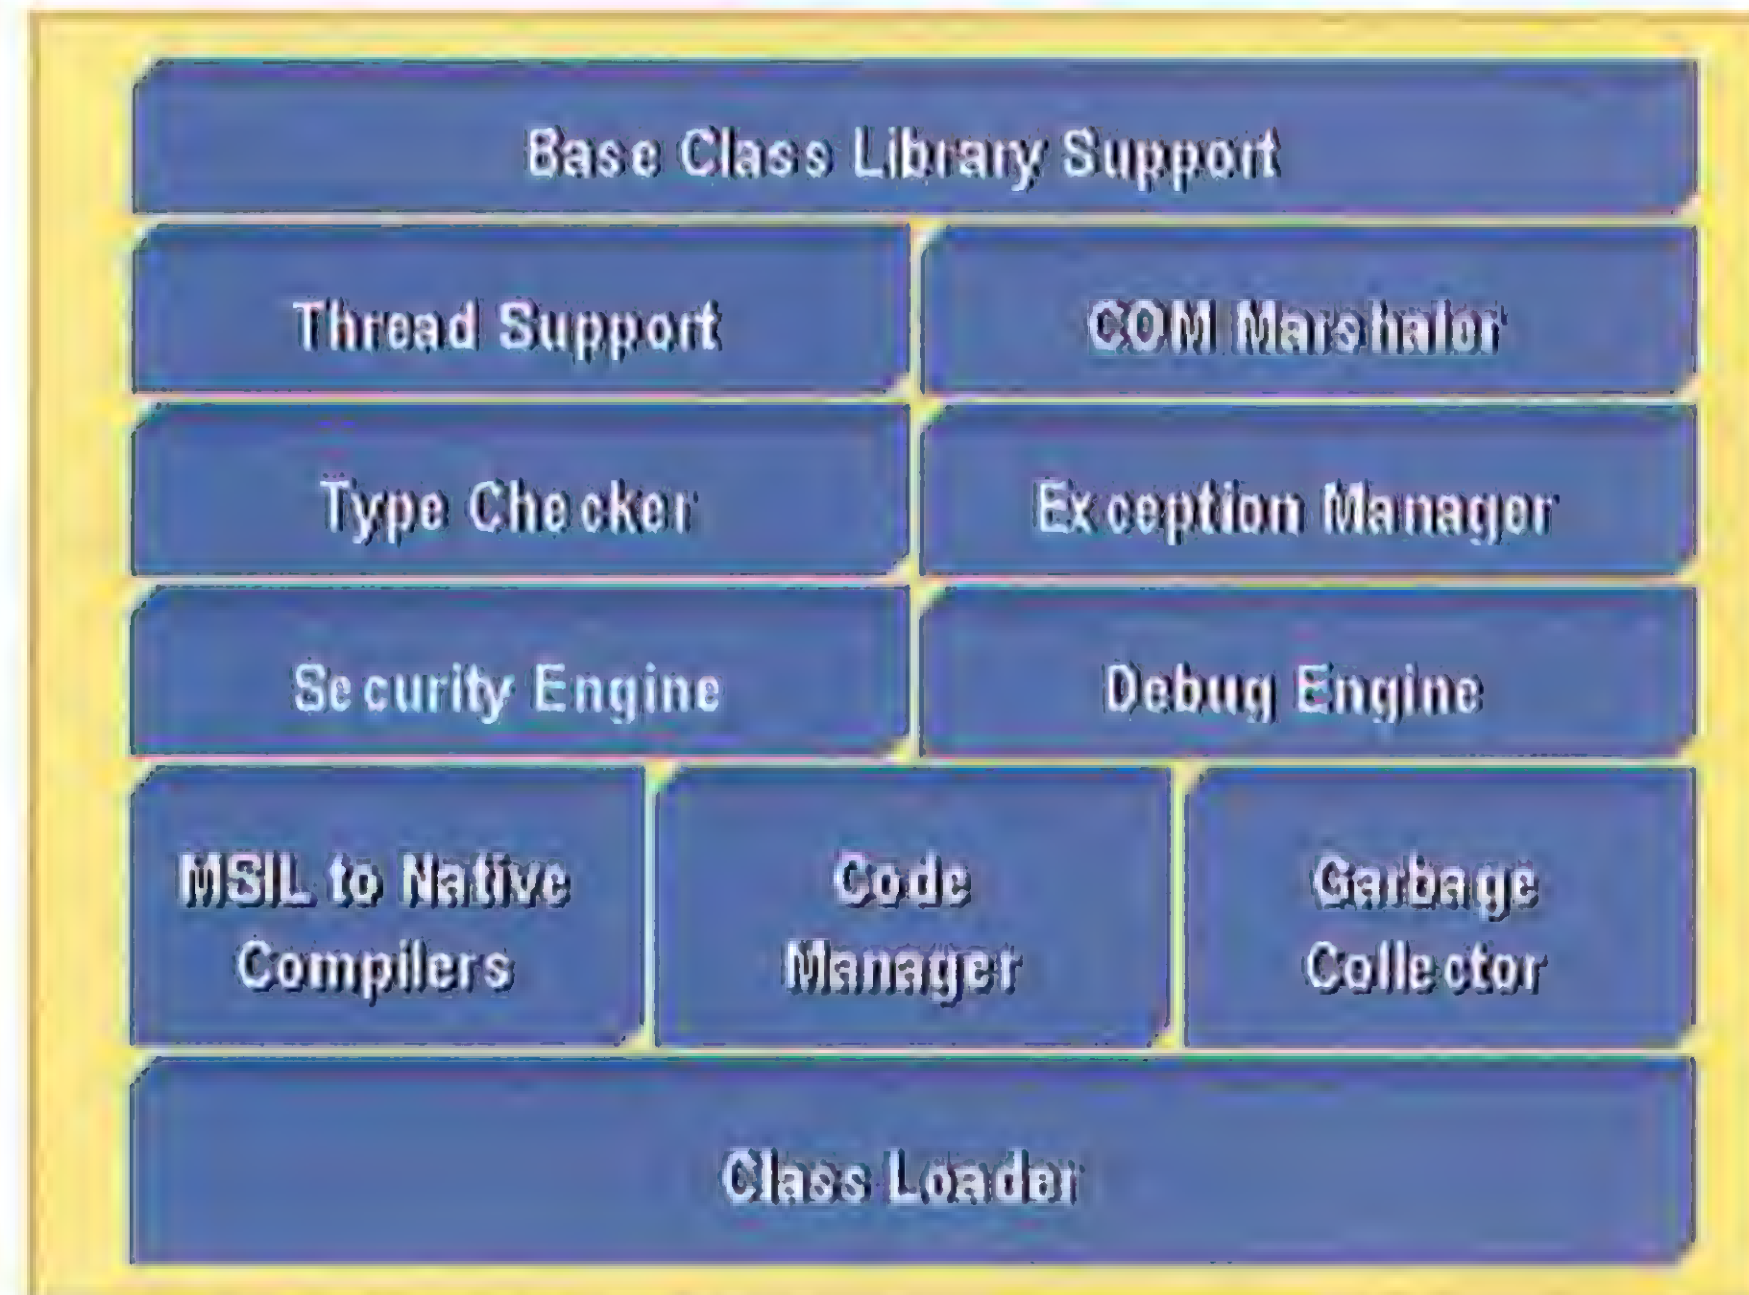 Base Class Library Support
Thread Support
COM Marshaler
Type Checker
Exception Manager
Security Engine
Debug Engine
MSIL to Native
Compilers
Code
Manager
Garbage
Collector
Class Loader